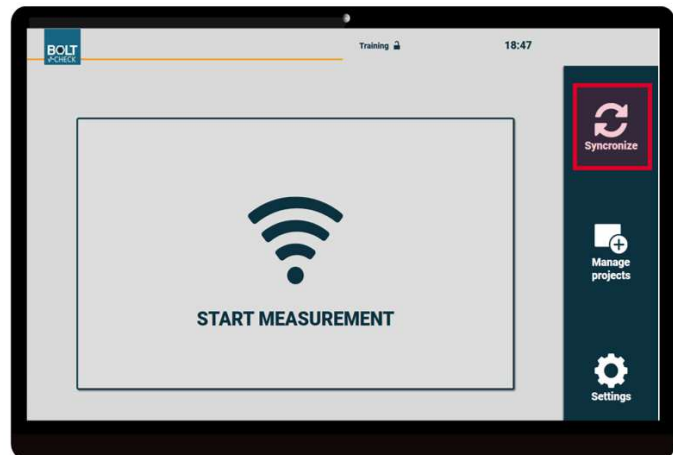 BOLT
CHECK
Training
18:47
Syncronize
START MEASUREMENT
Manage
projects
Settings